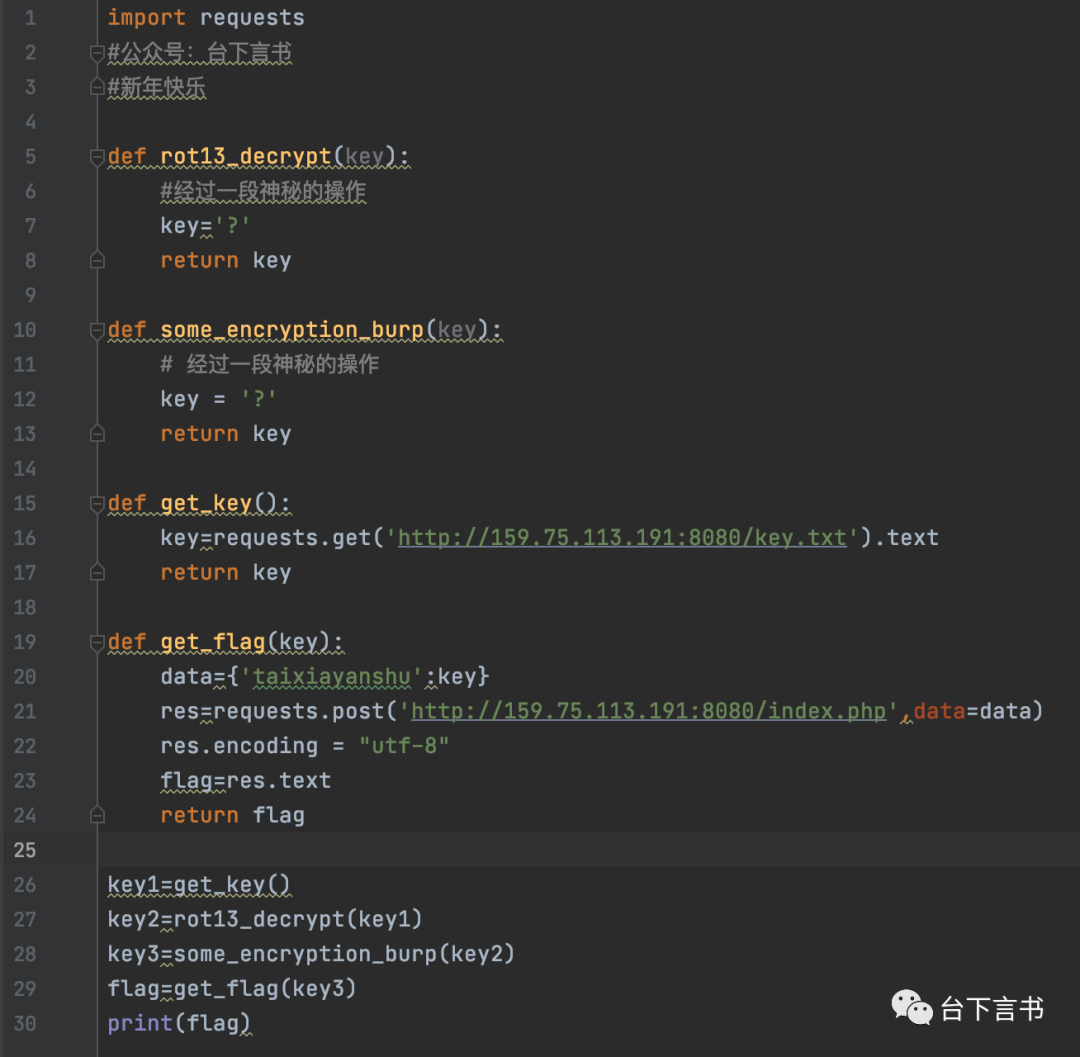 1 import requests
2 #公众号：台下言书
3 #新年快乐
4
5 def rot13_decrypt(key):
6     #经过一段神秘的操作
7     key='?'
8     return key
9
10 def some_encryption_burp(key):
11     # 经过一段神秘的操作
12     key = '?'
13     return key
14
15 def get_key():
16     key=requests.get('http://159.75.113.191:8080/key.txt').text
17     return key
18
19 def get_flag(key):
20     data={'taixiayanshu':key}
21     res=requests.post('http://159.75.113.191:8080/index.php',data=data)
22     res.encoding = "utf-8"
23     flag=res.text
24     return flag
25
26 key1=get_key()
27 key2=rot13_decrypt(key1)
28 key3=some_encryption_burp(key2)
29 flag=get_flag(key3)
30 print(flag)
台下言书